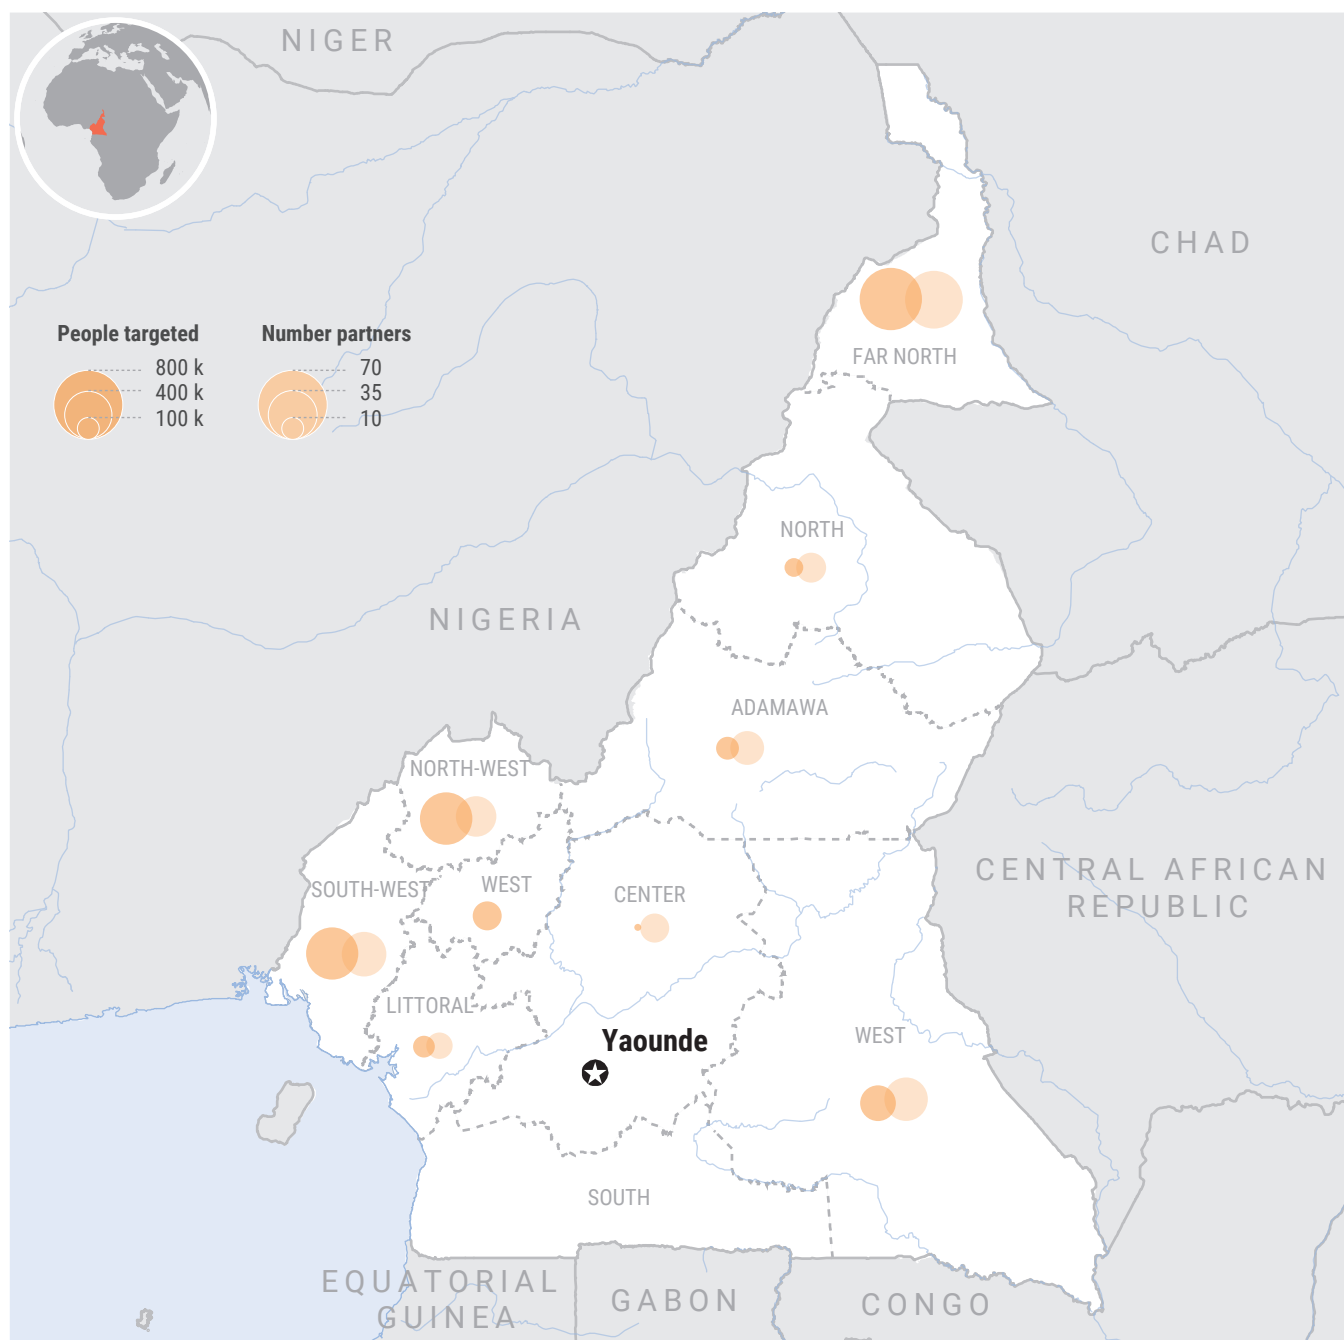 NIGER
CHAD
People targeted
800 k
400 k
100 k
Number partners
70
35
10
FAR NORTH
NORTH
NIGERIA
ADAMAWA
NORTH-WEST
SOUTH-WEST
WEST
CENTER
CENTRAL AFRICAN
REPUBLIC
LITTORAL
Yaounde
WEST
SOUTH
EQUATORIAL
GUINEA
GABON
CONGO